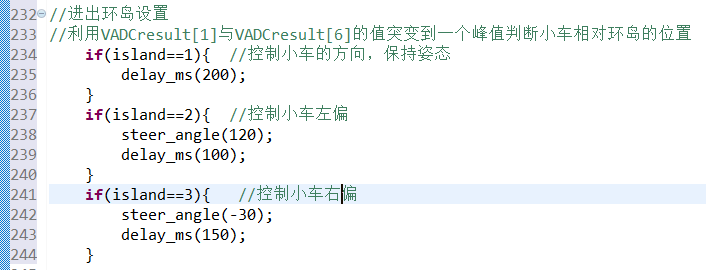 232 //进出环岛设置
233 //利用VADCresult[1]与VADCresult[6]的值突变到一个峰值判断小车相对环岛的位置
234     if(island==1){  //控制小车的方向，保持姿态
235         delay_ms(200);
236     }
237     if(island==2){  //控制小车左偏
238         steer_angle(120);
239         delay_ms(100);
240     }
241     if(island==3){   //控制小车右偏
242         steer_angle(-30);
243         delay_ms(150);
244     }